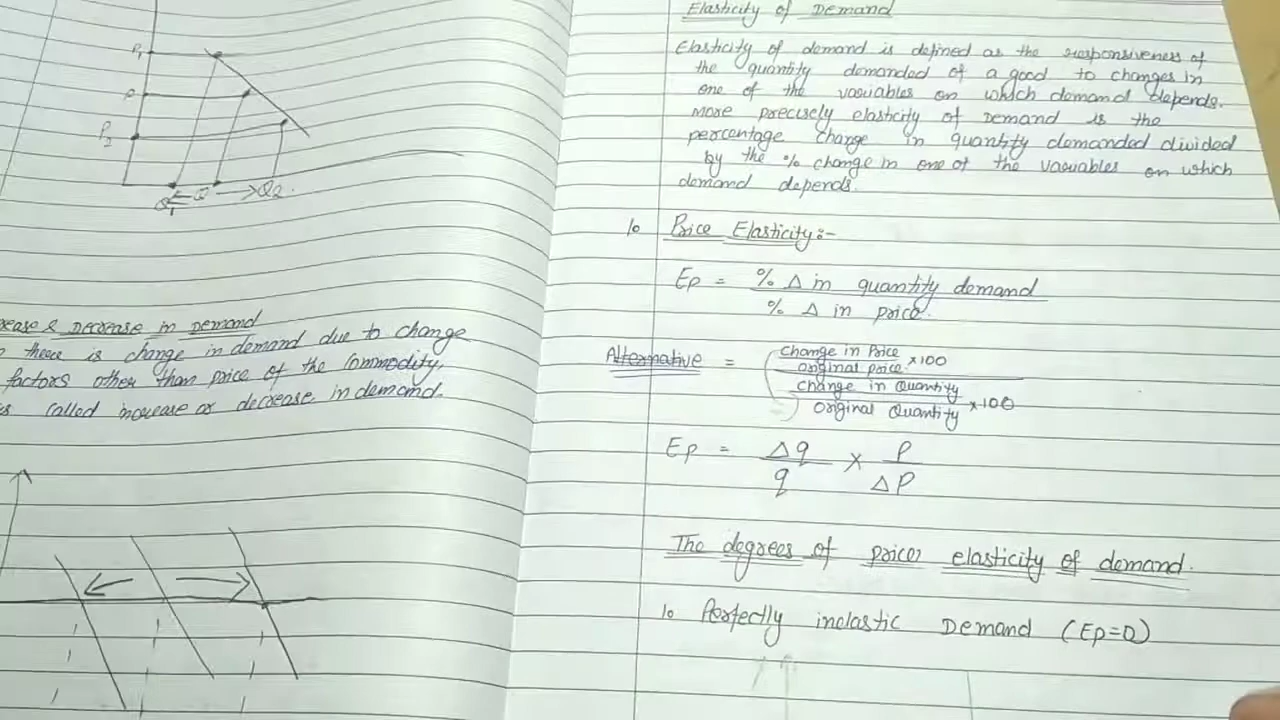 P1
P
P2
Q1 Q Q2
rease & Decrease in Demand
there is change in demand due to change
factors other than price of the commodity,
is called increase or decrease in demand.
Elasticity of Demand
Elasticity of demand is defined as the responsiveness of
the quantity demanded of a good to changes in
one of the variables on which demand depends.
more precisely elasticity of Demand is the
percentage change in quantity demanded divided
by the % change in one of the variables on which
demand depends.
1. Price Elasticity:-
Ep = % Δ in quantity demand
% Δ in price.
Alternative = Change in Price ×100
original price
change in Quantity ×100
original Quantity
Ep = Δq × P
q ΔP
The degrees of price elasticity of demand.
1. Perfectly inelastic Demand (Ep=0)